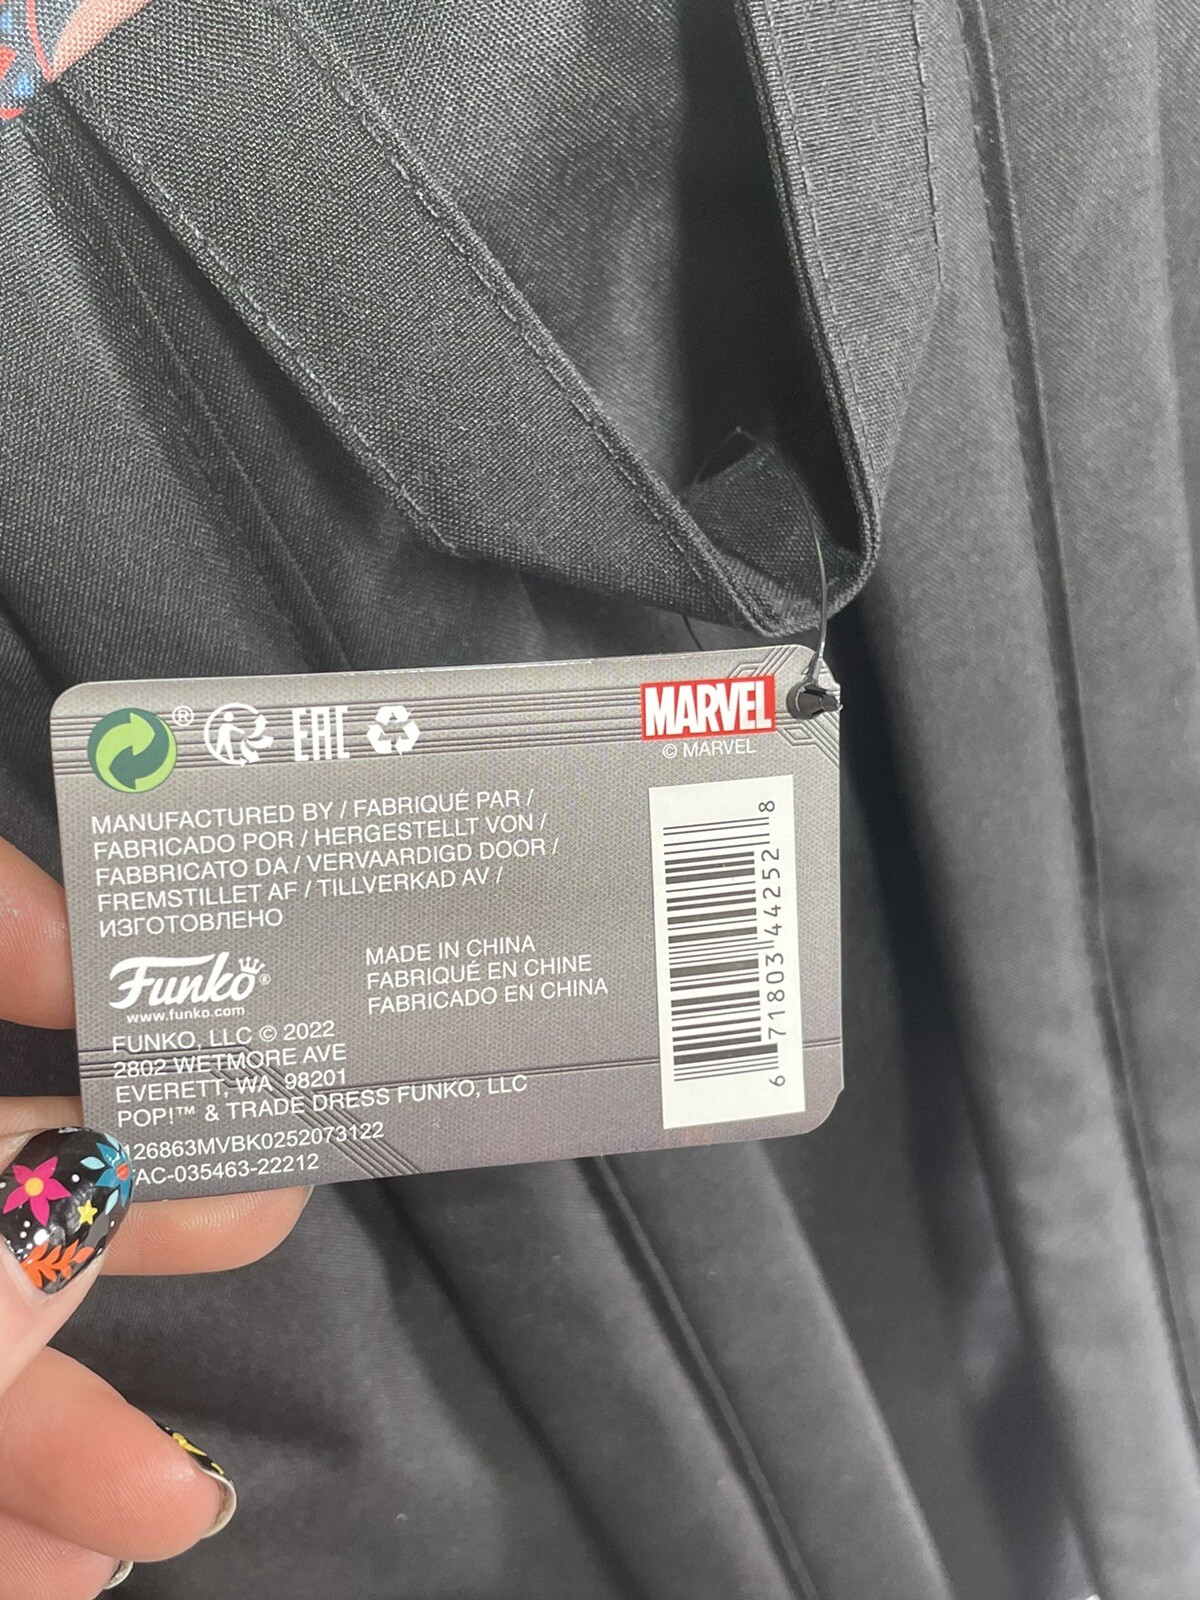 ®
EAC
MARVEL
© MARVEL
MANUFACTURED BY / FABRIQUÉ PAR /
FABRICADO POR / HERGESTELLT VON /
FABBRICATO DA / VERVAARDIGD DOOR /
FREMSTILLET AF / TILLVERKAD AV /
ИЗГОТОВЛЕНО
Funko®
www.funko.com
MADE IN CHINA
FABRIQUÉ EN CHINE
FABRICADO EN CHINA
FUNKO, LLC © 2022
2802 WETMORE AVE
EVERETT, WA 98201
POP!™ & TRADE DRESS FUNKO, LLC
126863MVBK0252073122
AC-035463-22212
6 71803 44252 8